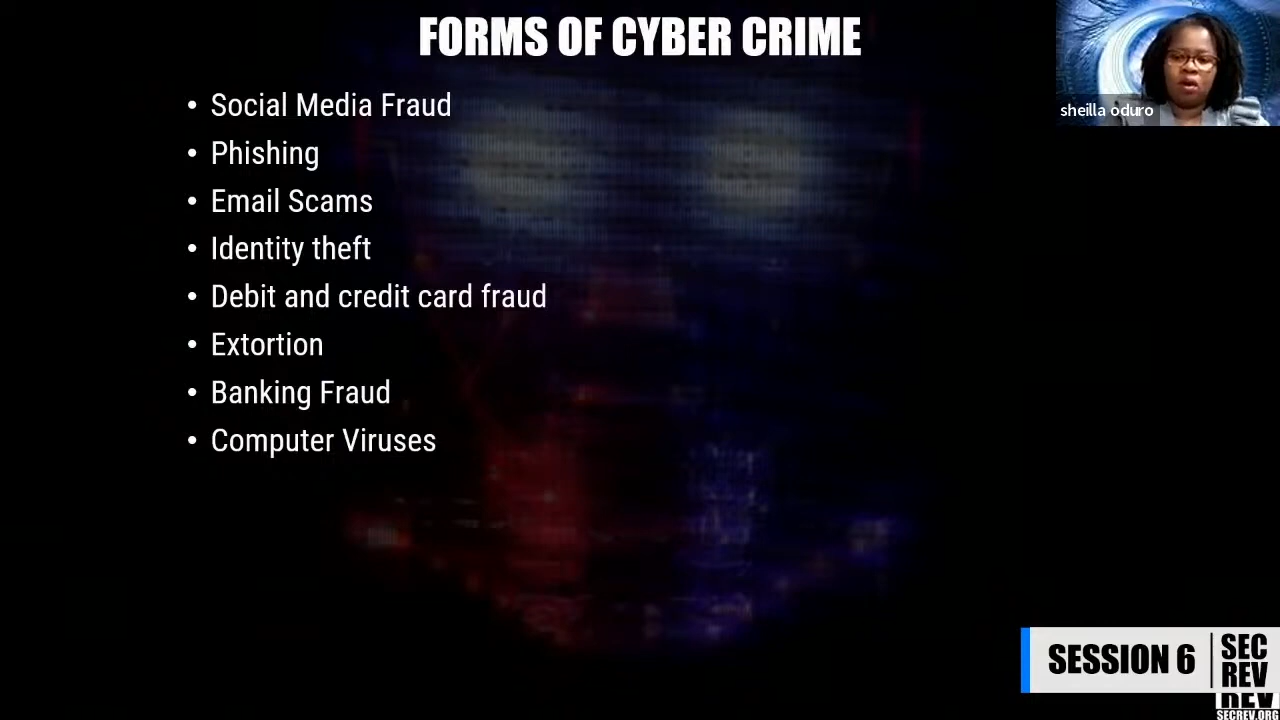 FORMS OF CYBER CRIME
sheilla oduro
• Social Media Fraud
• Phishing
• Email Scams
• Identity theft
• Debit and credit card fraud
• Extortion
• Banking Fraud
• Computer Viruses
SESSION 6
SEC
REV
REV
SECREV.ORG